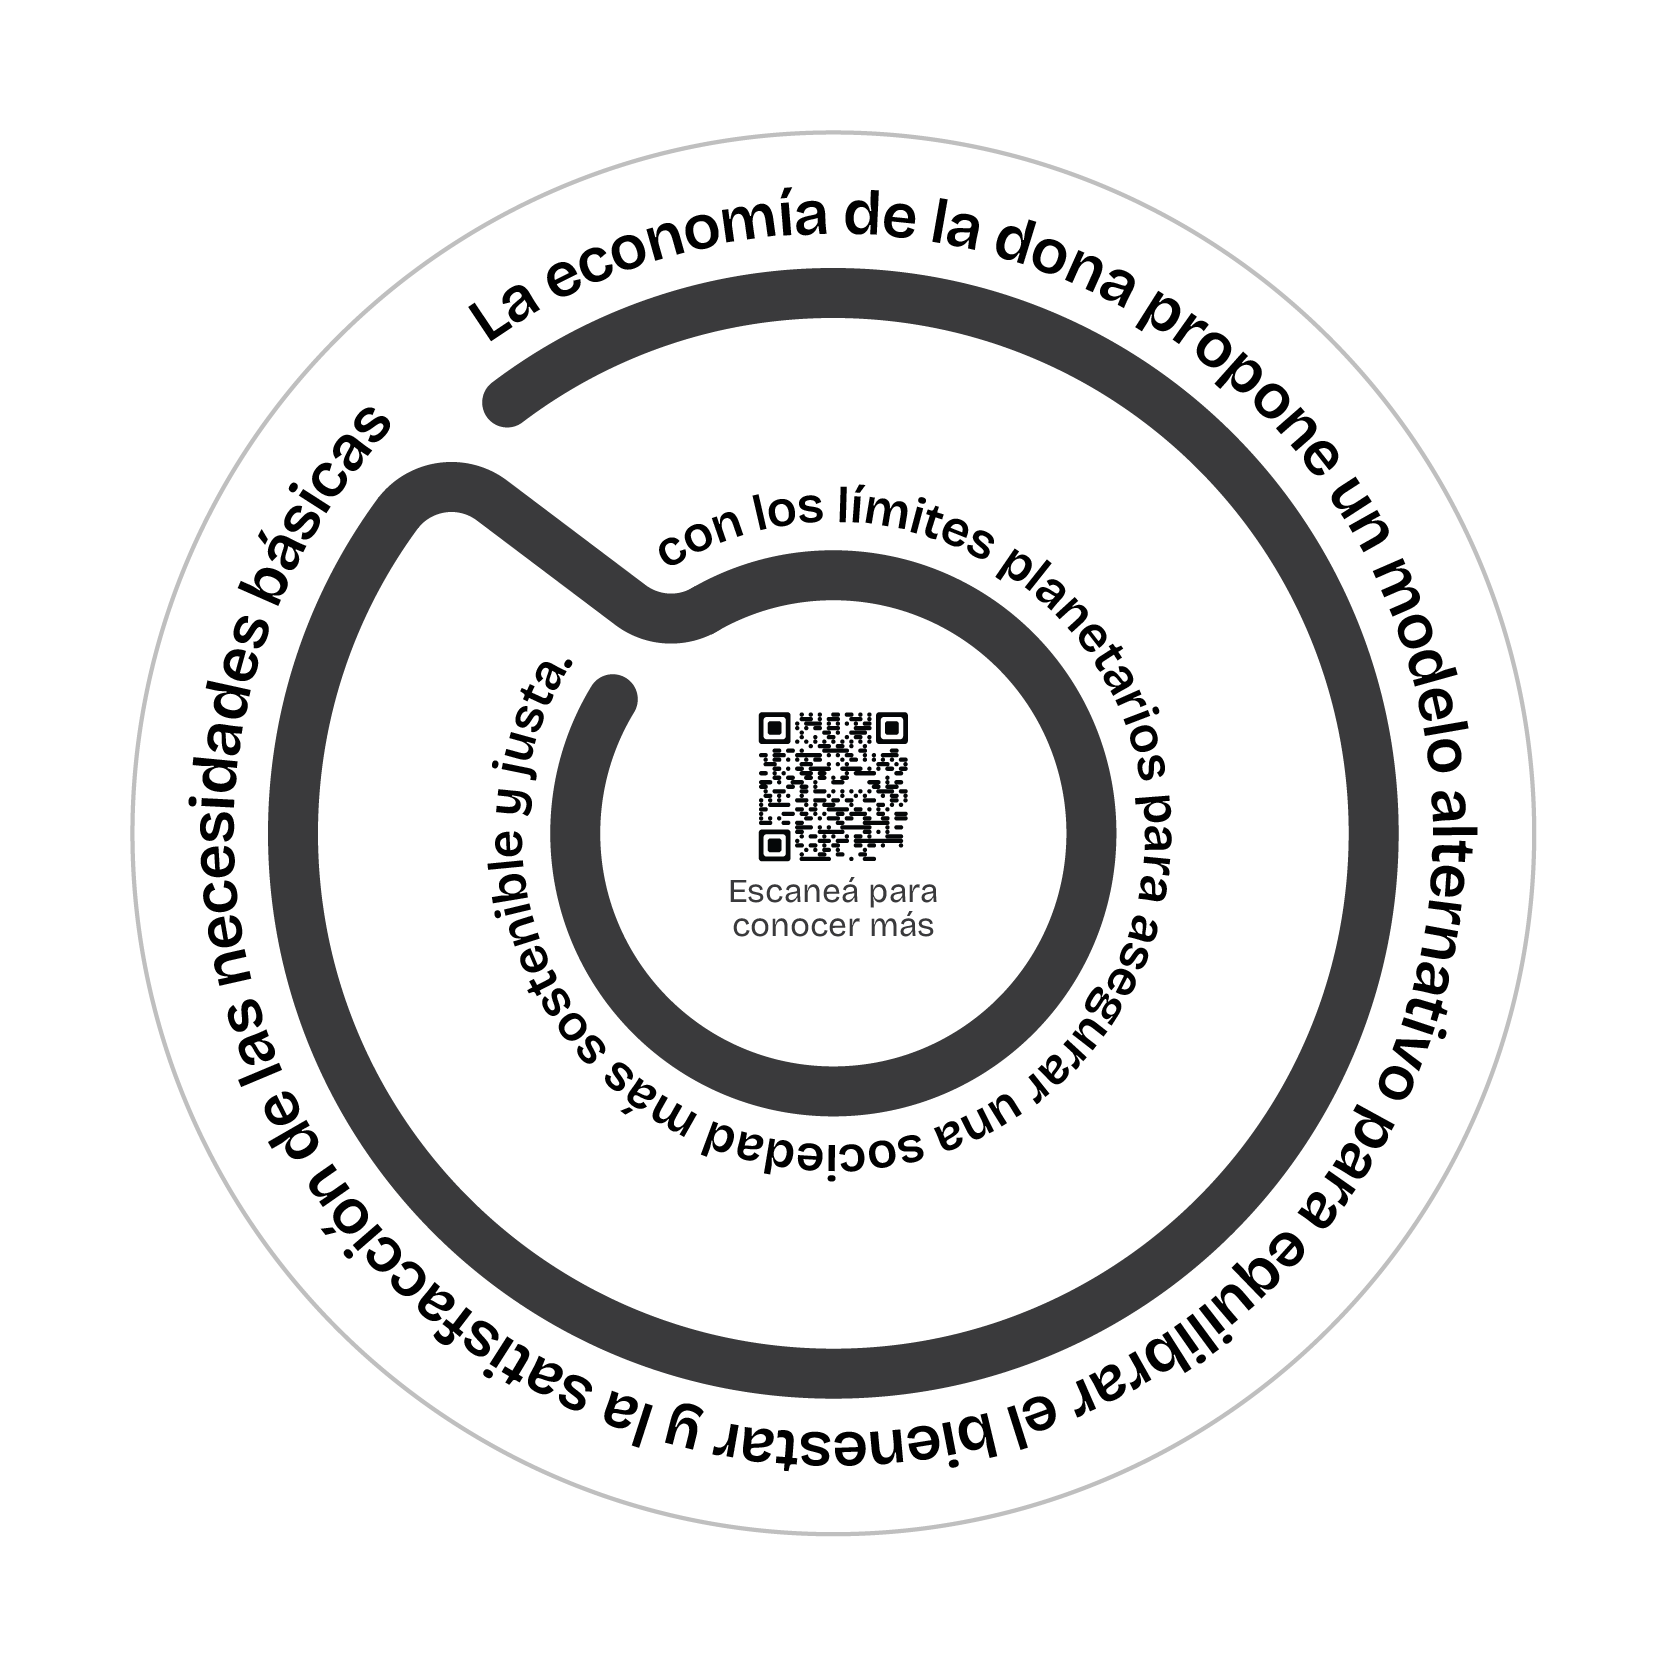 La economía de la dona propone un modelo alternativo para equilibrar el bienestar y la satisfacción de las necesidades básicas
con los límites planetarios para asegurar una sociedad más sostenible y justa.
Escaneá para
conocer más